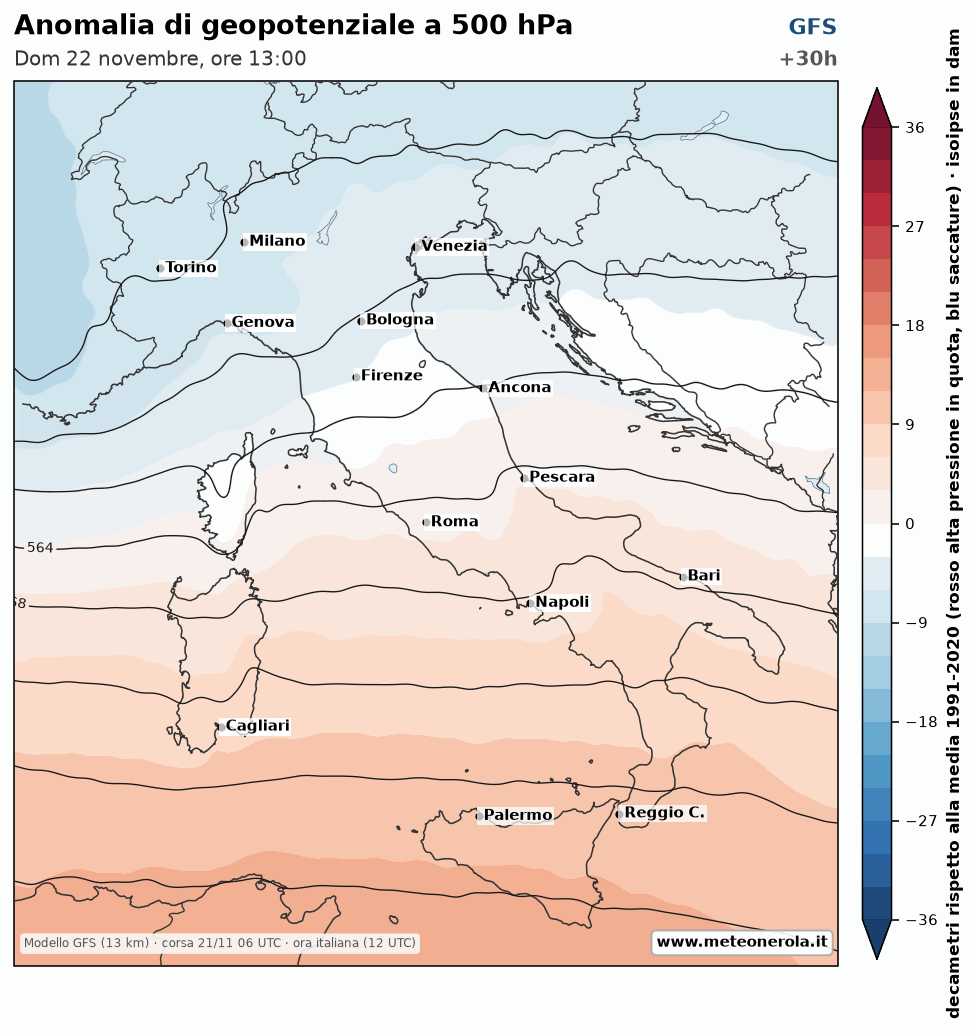 Anomalia di geopotenziale a 500 hPa
GFS
Dom 22 novembre, ore 13:00
+30h
Milano
Venezia
Torino
Genova
Bologna
Firenze
Ancona
Pescara
Roma
564
Bari
58
Napoli
Cagliari
Palermo
Reggio C.
Modello GFS (13 km) · corsa 21/11 06 UTC · ora italiana (12 UTC)
www.meteonerola.it
36
27
18
9
0
−9
−18
−27
−36
decametri rispetto alla media 1991-2020 (rosso alta pressione in quota, blu saccature) · isoipse in dam